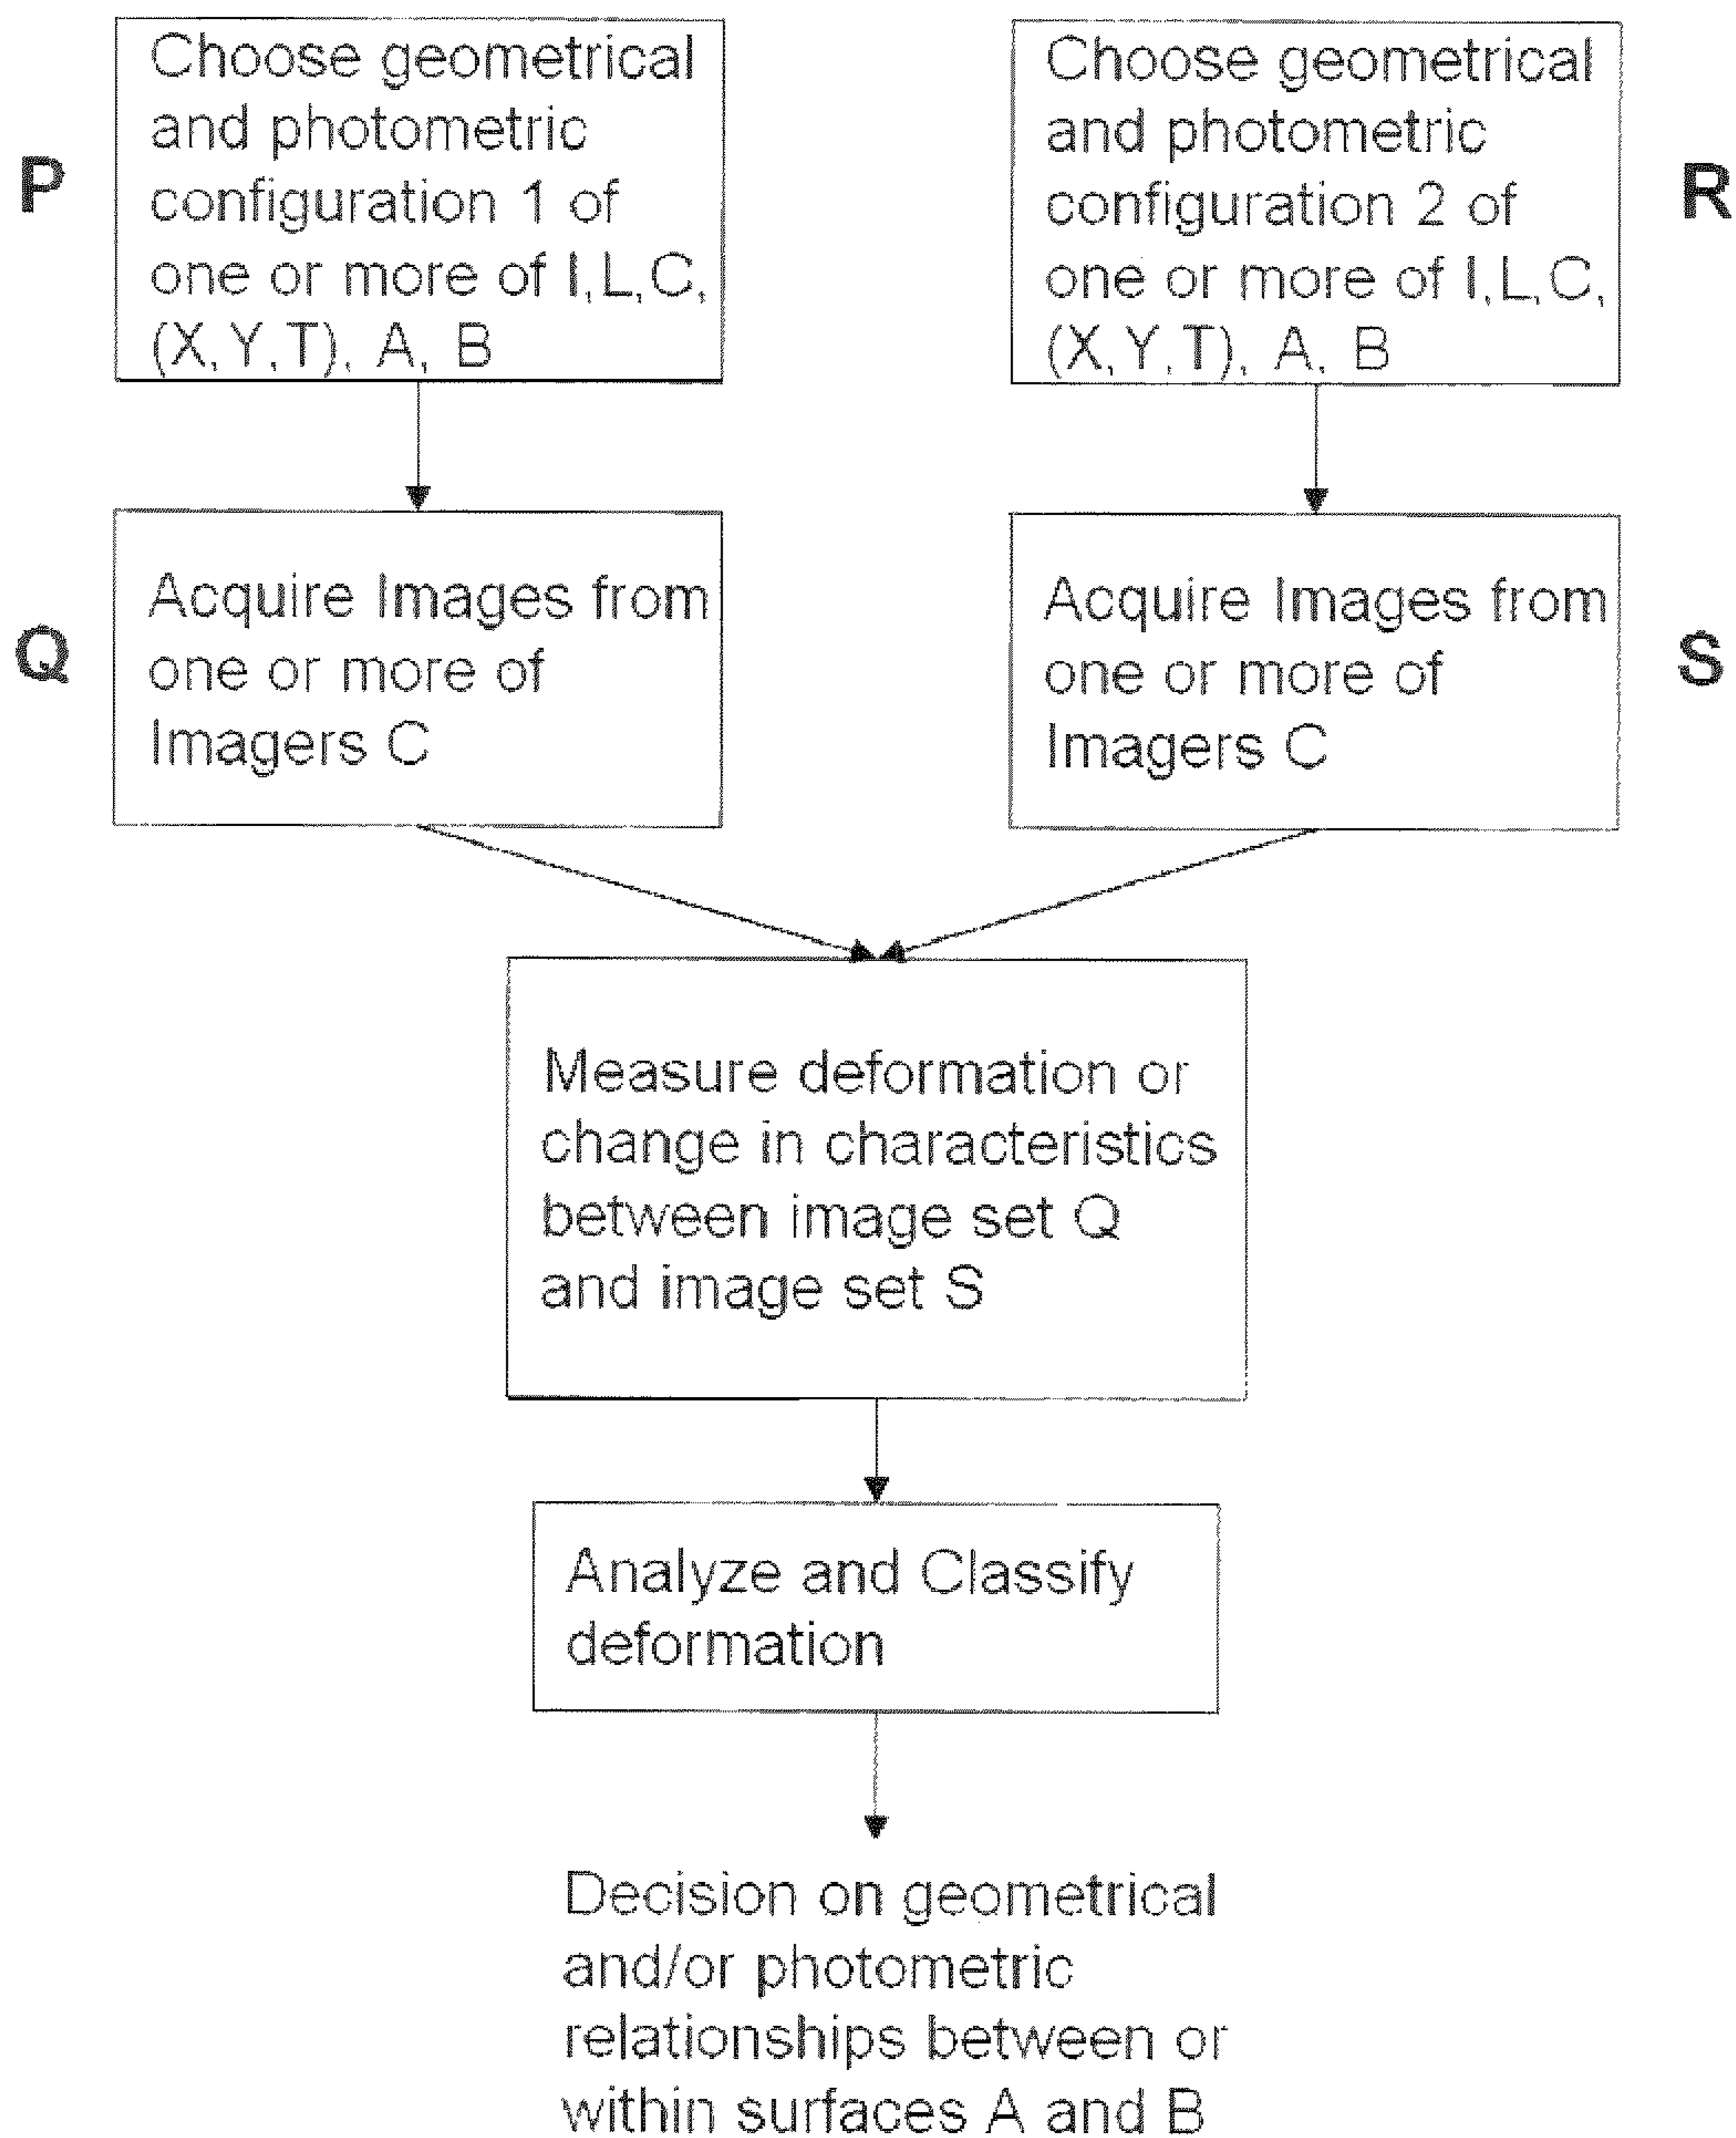 P
Choose geometrical
and photometric
configuration 1 of
one or more of I,L,C,
(X,Y,T), A, B
Choose geometrical
and photometric
configuration 2 of
one or more of I,L,C,
(X,Y,T), A, B
R
Q
Acquire Images from
one or more of
Imagers C
Acquire Images from
one or more of
Imagers C
S
Measure deformation or
change in characteristics
between image set Q
and image set S
Analyze and Classify
deformation
Decision on geometrical
and/or photometric
relationships between or
within surfaces A and B